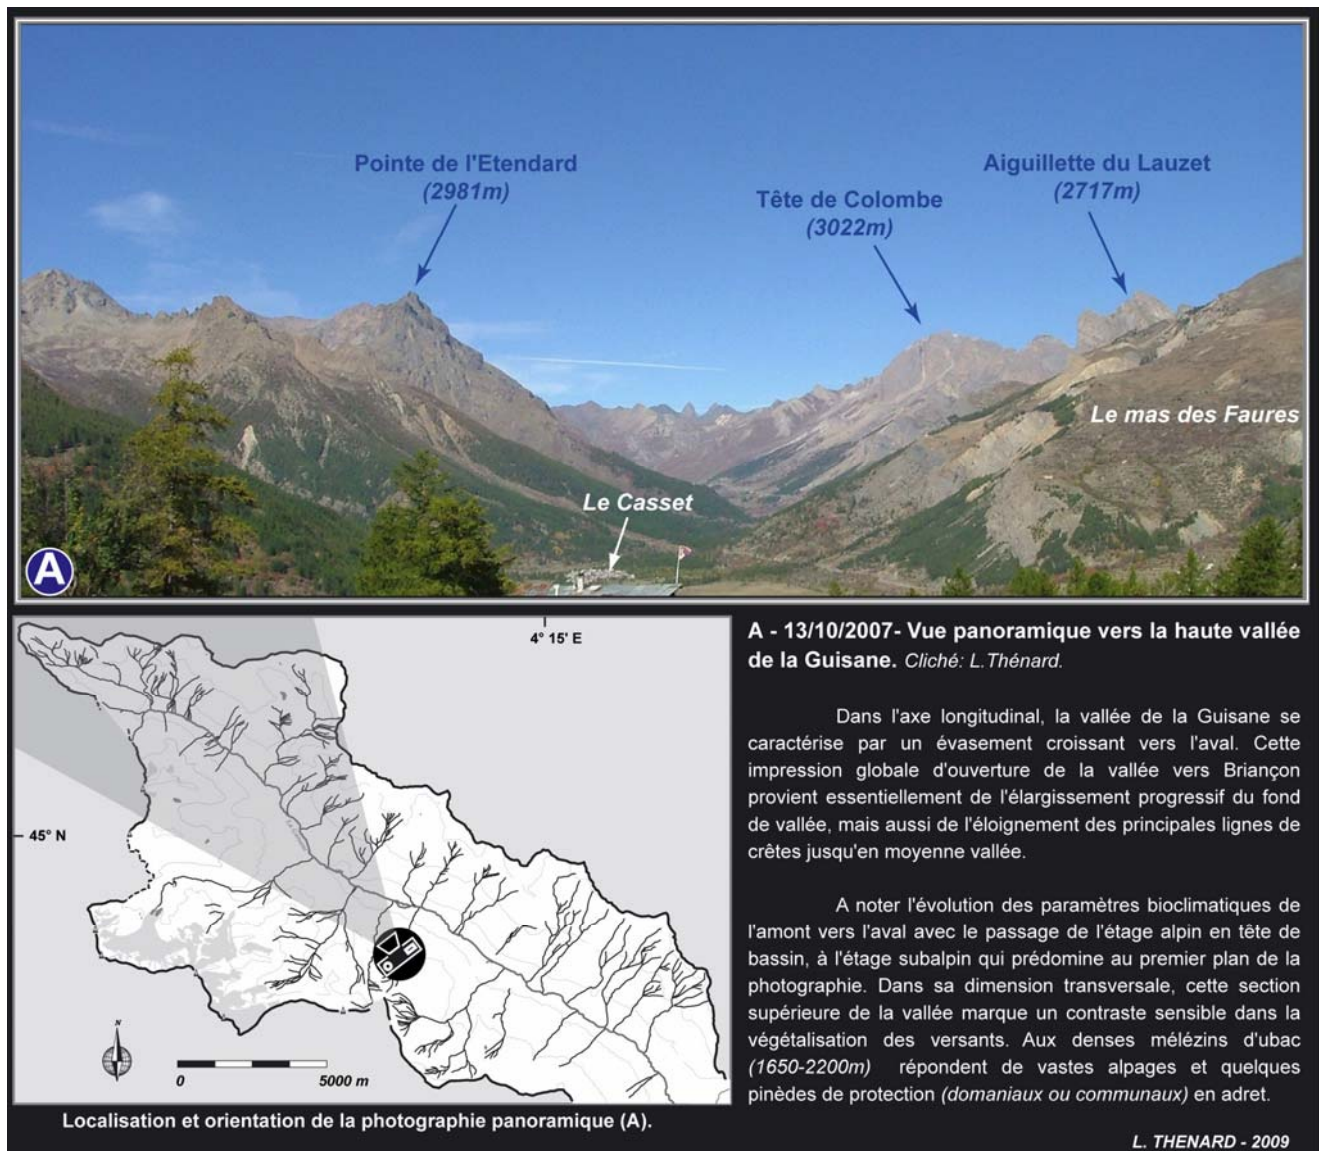 Pointe de l'Etendard
(2981m)
Tête de Colombe
(3022m)
Aiguillette du Lauzet
(2717m)
Le mas des Faures
Le Casset
A
4° 15' E
45° N
N
0 5000 m
Localisation et orientation de la photographie panoramique (A).
A - 13/10/2007- Vue panoramique vers la haute vallée
de la Guisane. Cliché: L.Thénard.
Dans l'axe longitudinal, la vallée de la Guisane se
caractérise par un évasement croissant vers l'aval. Cette
impression globale d'ouverture de la vallée vers Briançon
provient essentiellement de l'élargissement progressif du fond
de vallée, mais aussi de l'éloignement des principales lignes de
crêtes jusqu'en moyenne vallée.
A noter l'évolution des paramètres bioclimatiques de
l'amont vers l'aval avec le passage de l'étage alpin en tête de
bassin, à l'étage subalpin qui prédomine au premier plan de la
photographie. Dans sa dimension transversale, cette section
supérieure de la vallée marque un contraste sensible dans la
végétalisation des versants. Aux denses mélézins d'ubac
(1650-2200m) répondent de vastes alpages et quelques
pinèdes de protection (domaniaux ou communaux) en adret.
L. THENARD - 2009